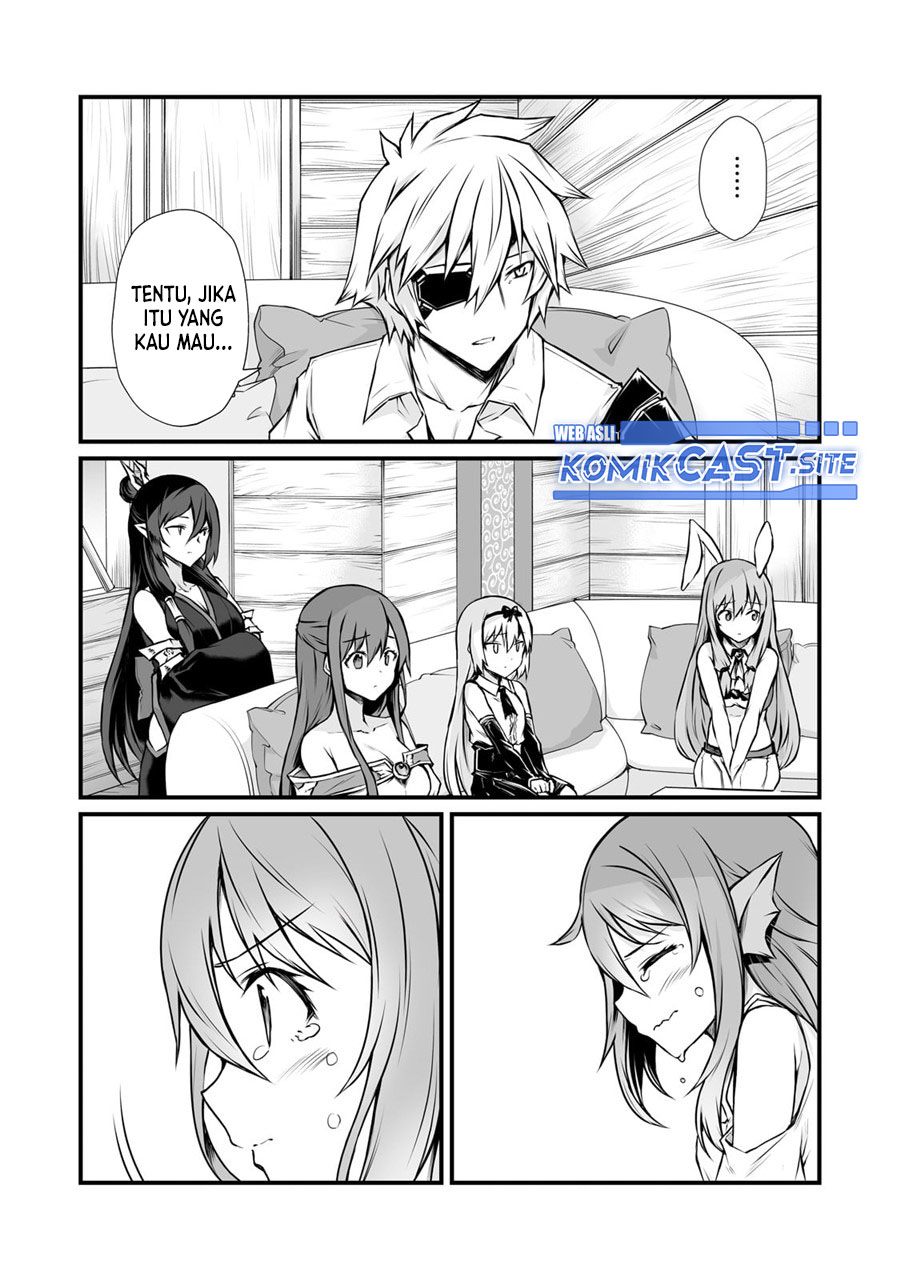 ......
TENTU, JIKA
ITU YANG
KAU MAU...
WEB ASLI
KOMIKCAST.SITE